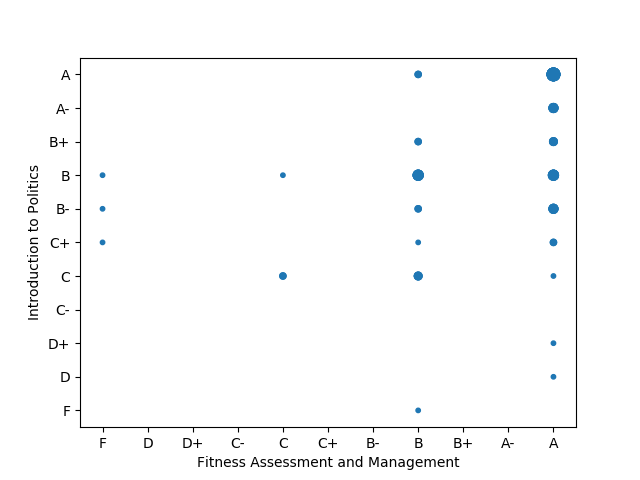 A
A-
B+
B
B-
C+
C
C-
D+
D
F
Introduction to Politics
F D D+ C- C C+ B- B B+ A- A
Fitness Assessment and Management